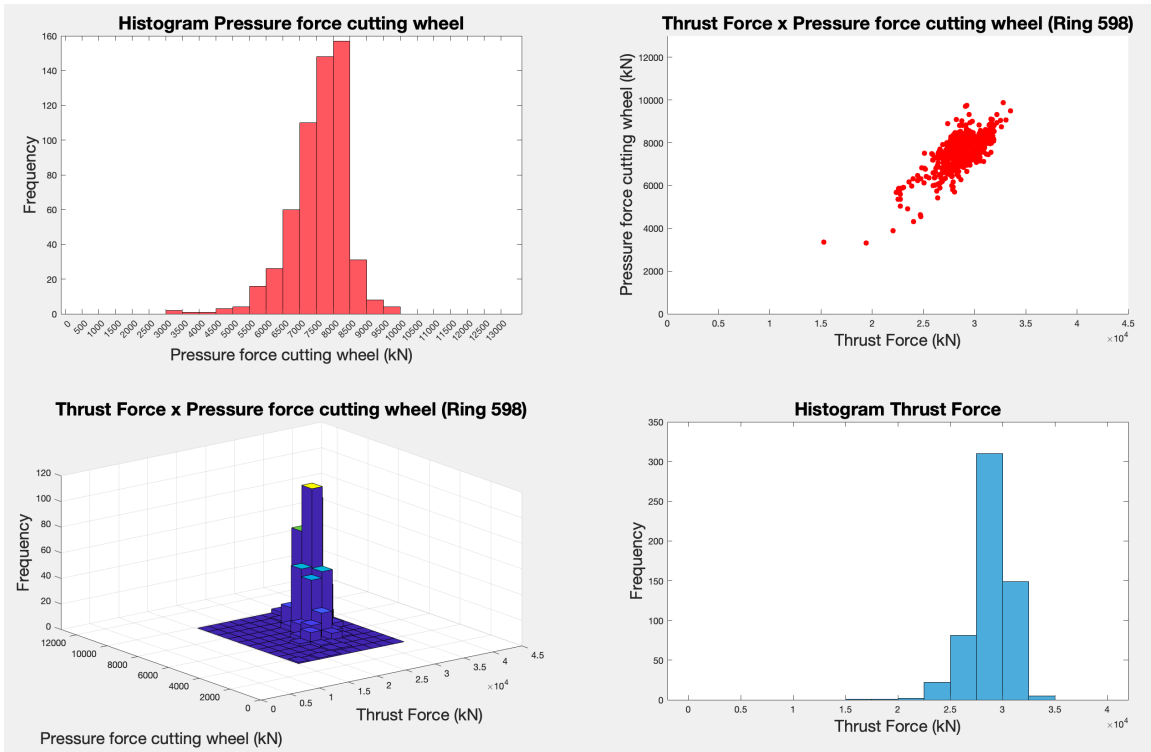 Histogram Pressure force cutting wheel
160
140
120
100
80
60
40
20
0
Frequency
0 500 1000 1500 2000 2500 3000 3500 4000 4500 5000 5500 6000 6500 7000 7500 8000 8500 9000 9500 10000 10500 11000 11500 12000 12500 13000
Pressure force cutting wheel (kN)
Thrust Force x Pressure force cutting wheel (Ring 598)
12000
10000
8000
6000
4000
2000
0
Pressure force cutting wheel (kN)
0 0.5 1 1.5 2 2.5 3 3.5 4 4.5
×10⁴
Thrust Force (kN)
Thrust Force x Pressure force cutting wheel (Ring 598)
120
100
80
60
40
20
0
Frequency
12000
10000
8000
6000
4000
2000
0
Pressure force cutting wheel (kN)
0 0.5 1 1.5 2 2.5 3 3.5 4 4.5
×10⁴
Thrust Force (kN)
Histogram Thrust Force
350
300
250
200
150
100
50
0
Frequency
0 0.5 1 1.5 2 2.5 3 3.5 4
×10⁴
Thrust Force (kN)